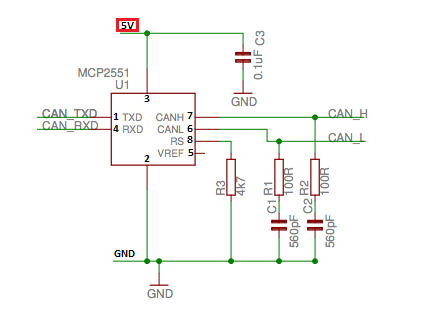 5V
MCP2551
U1
C3
0.1uF
GND
3
CAN_TXD
1 TXD
CANH 7
CAN_H
CAN_RXD
4 RXD
CANL 6
CAN_L
RS 8
VREF 5
2
R3
4k7
R1
100R
R2
100R
C1
560pF
C2
560pF
GND
GND